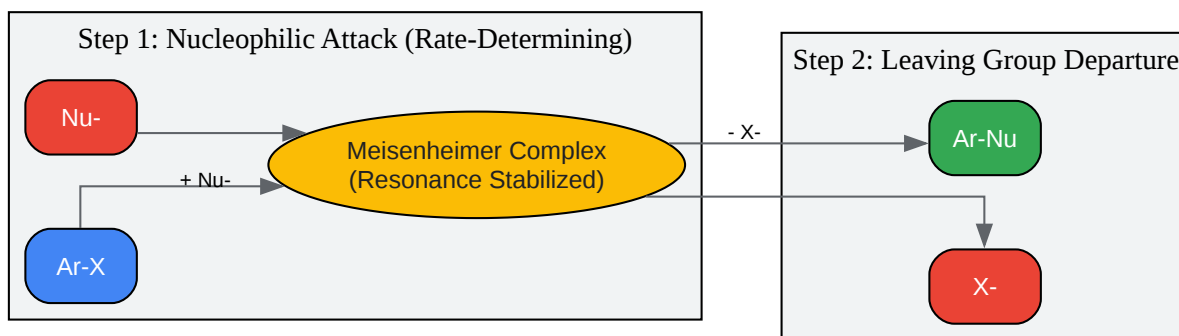 Step 1: Nucleophilic Attack (Rate-Determining)
Nu-
Ar-X
+ Nu-
Meisenheimer Complex
(Resonance Stabilized)
- X-
Step 2: Leaving Group Departure
Ar-Nu
X-